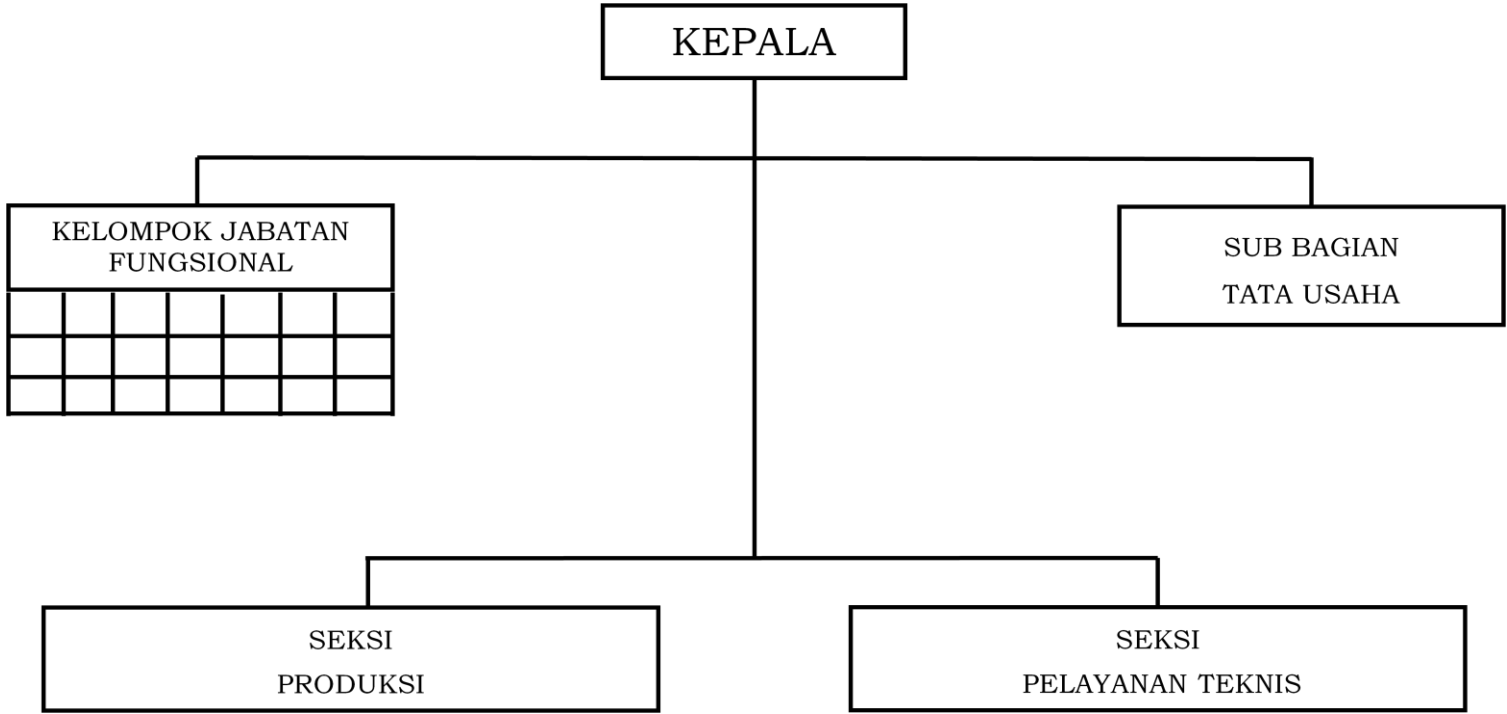 KEPALA
KELOMPOK JABATAN
FUNGSIONAL
SUB BAGIAN
TATA USAHA
SEKSI
PRODUKSI
SEKSI
PELAYANAN TEKNIS